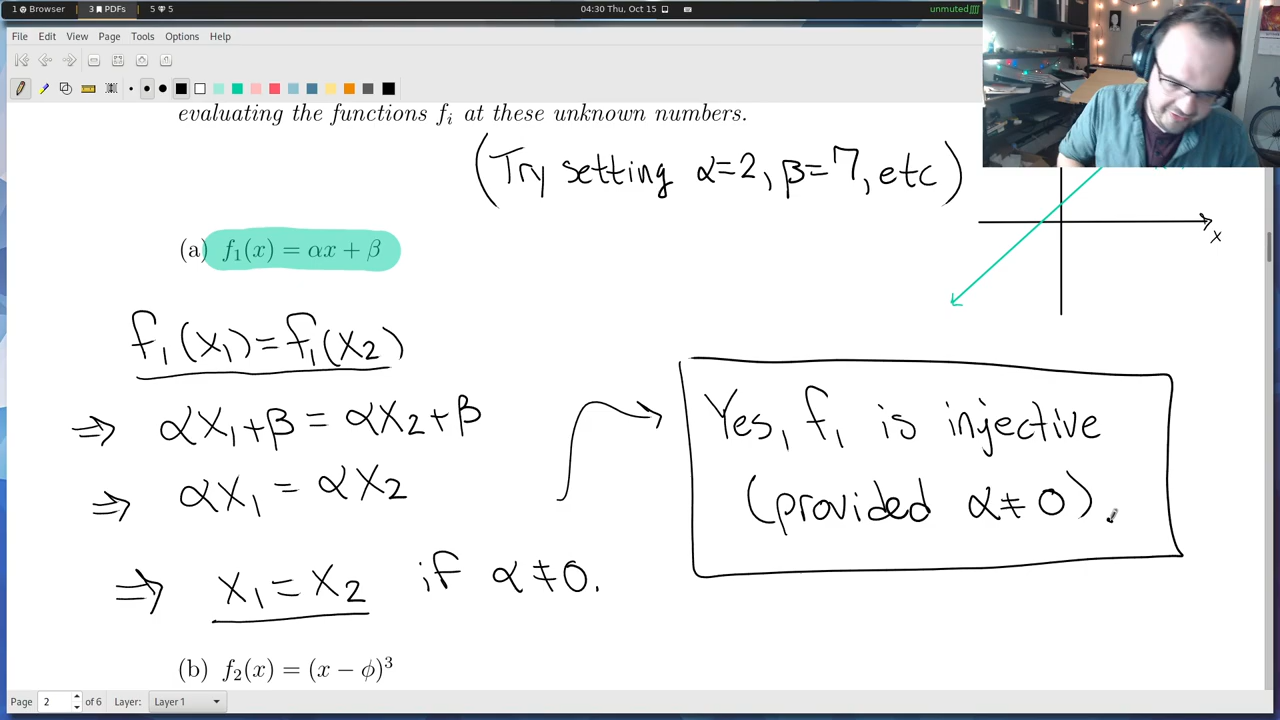 1 Browser 3 PDFs 5 5 04:30 Thu, Oct 15 unmuted
File Edit View Page Tools Options Help
evaluating the functions fᵢ at these unknown numbers.
(Try setting α=2, β=7, etc)
(a) f₁(x) = αx + β
x
f₁(x₁)=f₁(x₂)
⇒ αx₁+β = αx₂+β
⇒ αx₁ = αx₂
⇒ x₁ = x₂ if α≠0.
Yes, f₁ is injective
(provided α≠0).
(b) f₂(x) = (x − ϕ)³
Page 2 of 6 Layer: Layer 1